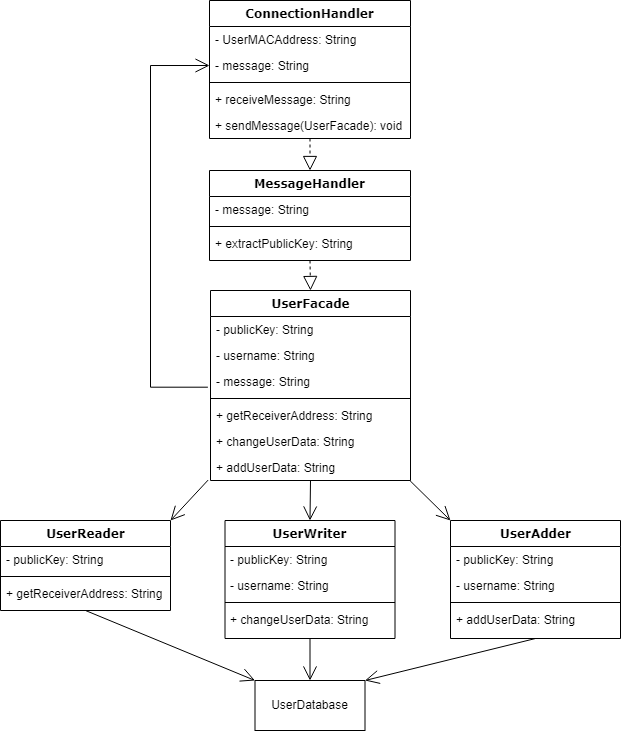 ConnectionHandler
- UserMACAddress: String
- message: String
+ receiveMessage: String
+ sendMessage(UserFacade): void
MessageHandler
- message: String
+ extractPublicKey: String
UserFacade
- publicKey: String
- username: String
- message: String
+ getReceiverAddress: String
+ changeUserData: String
+ addUserData: String
UserReader
- publicKey: String
+ getReceiverAddress: String
UserWriter
- publicKey: String
- username: String
+ changeUserData: String
UserAdder
- publicKey: String
- username: String
+ addUserData: String
UserDatabase